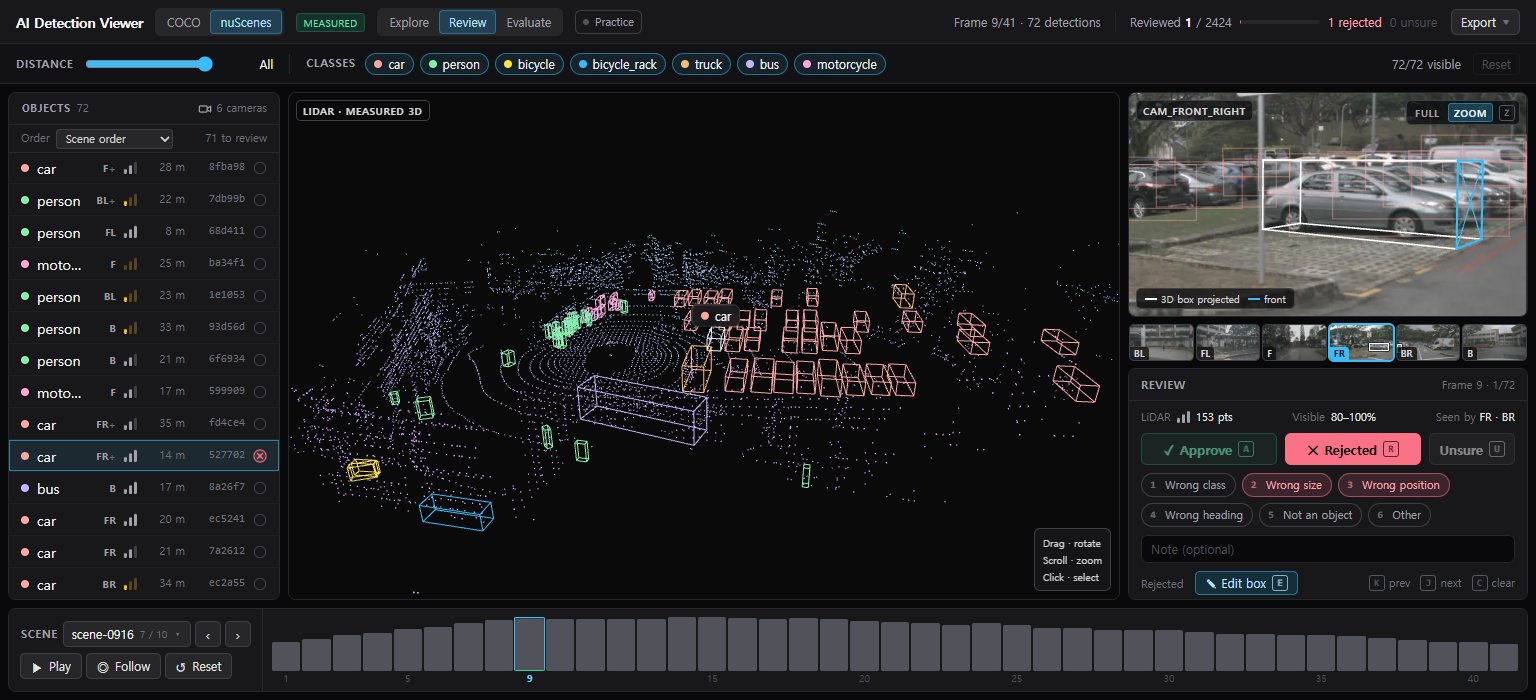 AI Detection Viewer COCO nuScenes MEASURED Explore Review Evaluate Practice Frame 9/41 · 72 detections Reviewed 1 / 2424 1 rejected 0 unsure Export
DISTANCE All CLASSES car person bicycle bicycle_rack truck bus motorcycle 72/72 visible Reset
OBJECTS 72 6 cameras
Order Scene order 71 to review
car F+ 28 m 8fba98
person BL+ 22 m 7db99b
person FL 8 m 68d411
moto... F 25 m ba34f1
person BL 23 m 1e1053
person B 33 m 93d56d
person B 21 m 6f6934
moto... F 17 m 599909
car FR+ 35 m fd4ce4
car FR+ 14 m 527702
bus B 17 m 8a26f7
car FR 20 m ec5241
car FR 21 m 7a2612
car BR 34 m ec2a55
LIDAR · MEASURED 3D
car
Drag · rotate
Scroll · zoom
Click · select
CAM_FRONT_RIGHT FULL ZOOM Z
3D box projected front
BL FL F FR BR B
REVIEW Frame 9 · 1/72
LiDAR 153 pts Visible 80–100% Seen by FR · BR
Approve A Rejected R Unsure U
1 Wrong class 2 Wrong size 3 Wrong position
4 Wrong heading 5 Not an object 6 Other
Note (optional)
Rejected Edit box E K prev J next C clear
SCENE scene-0916 7 / 10 ‹ ›
Play Follow Reset
1 5 9 15 20 25 30 35 40